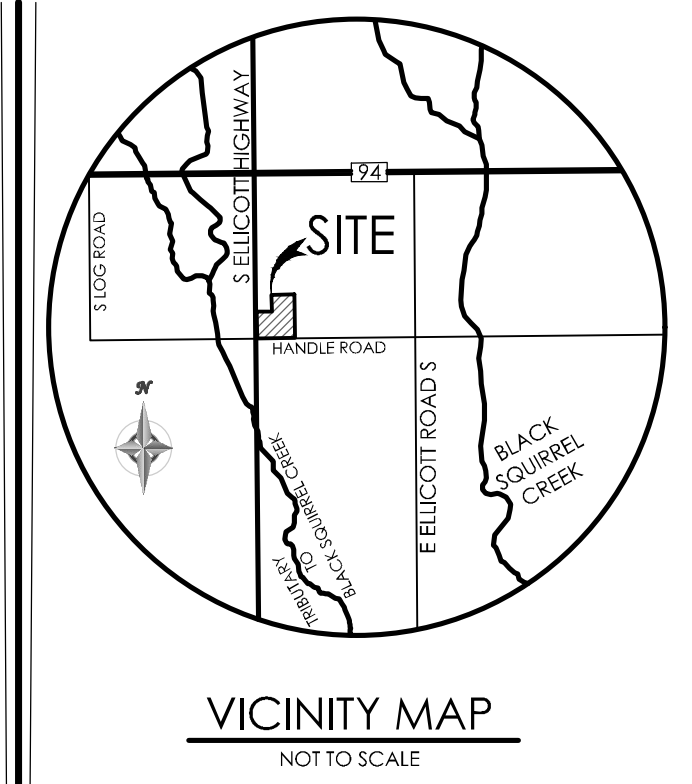 94
S ELLICOTT HIGHWAY
S LOG ROAD
SITE
HANDLE ROAD
N
E ELLICOTT ROAD S
BLACK
SQUIRREL
CREEK
TRIBUTARY
TO
BLACK SQUIRREL CREEK
VICINITY MAP
NOT TO SCALE